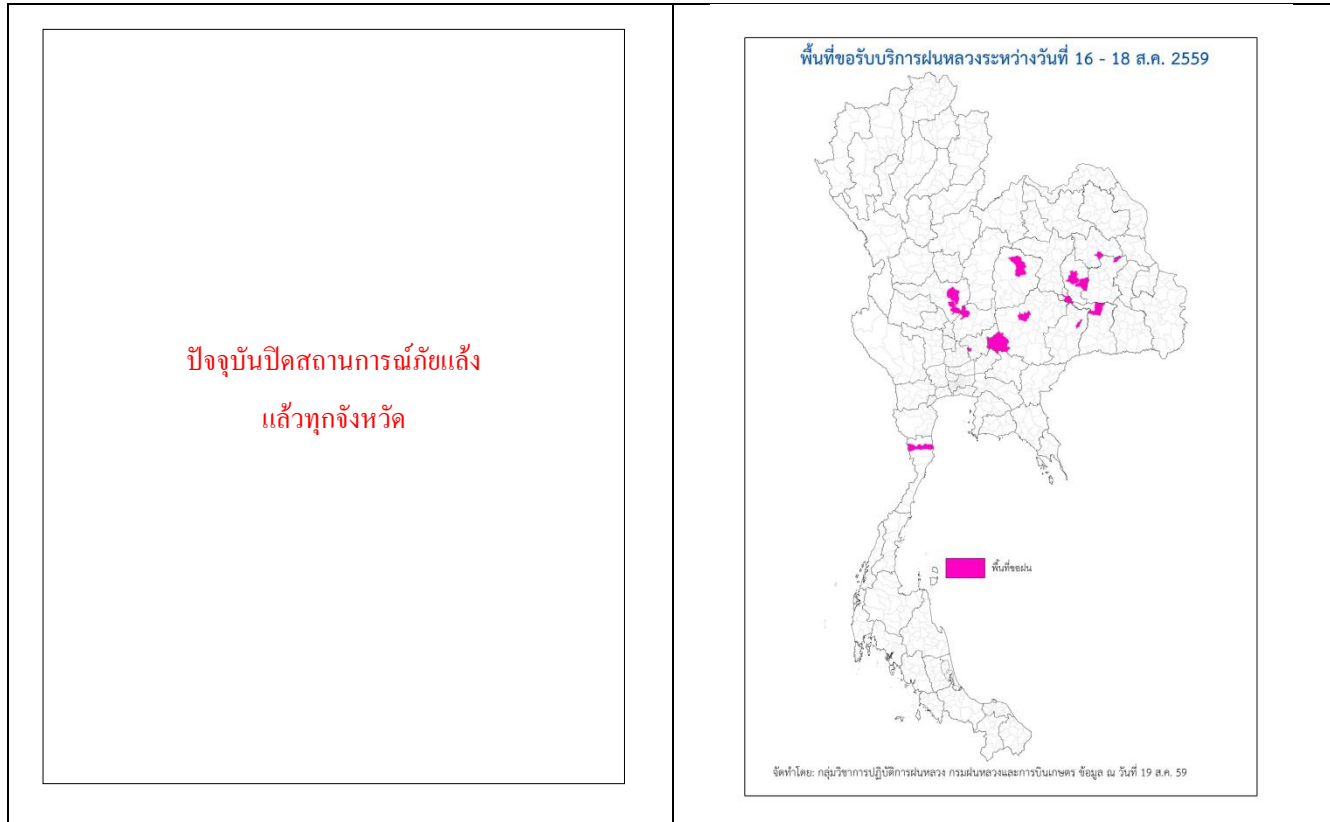 ปัจจุบันปิดสถานการณ์ภัยแล้ง
แล้วทุกจังหวัด
พื้นที่ขอรับบริการฝนหลวงระหว่างวันที่ 16 - 18 ส.ค. 2559
พื้นที่ขอฝน
จัดทำโดย: กลุ่มวิชาการปฏิบัติการฝนหลวง กรมฝนหลวงและการบินเกษตร ข้อมูล ณ วันที่ 19 ส.ค. 59